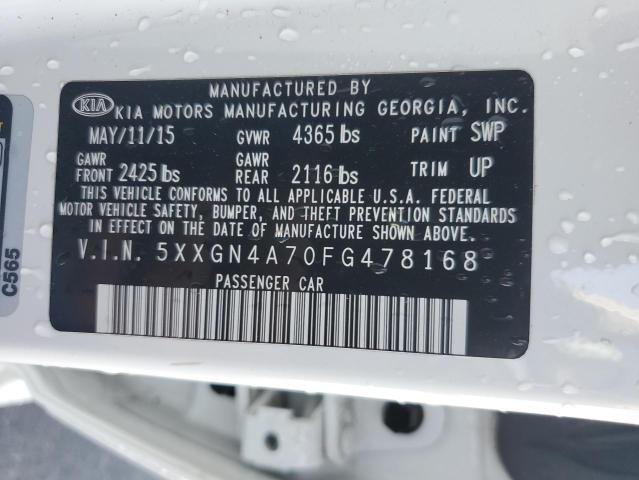 MANUFACTURED BY
KIA KIA MOTORS MANUFACTURING GEORGIA, INC.
MAY/11/15 GVWR 4365 lbs PAINT SWP
GAWR FRONT 2425 lbs GAWR REAR 2116 lbs TRIM UP
THIS VEHICLE CONFORMS TO ALL APPLICABLE U.S.A. FEDERAL
MOTOR VEHICLE SAFETY, BUMPER, AND THEFT PREVENTION STANDARDS
IN EFFECT ON THE DATE OF MANUFACTURE SHOWN ABOVE.
V.I.N. 5XXGN4A70FG478168
PASSENGER CAR
C565